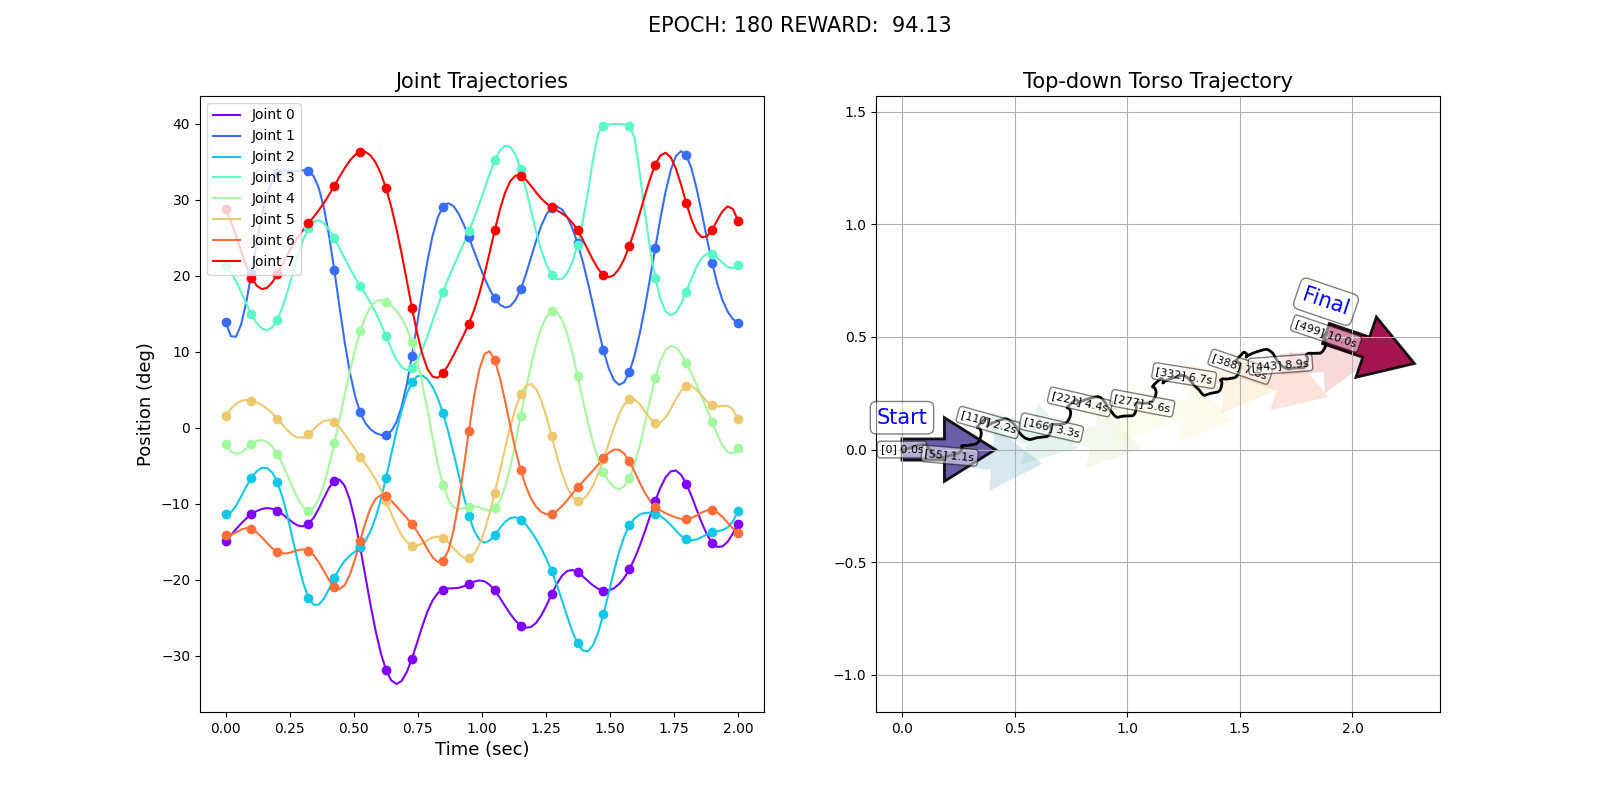 EPOCH: 180 REWARD:  94.13
Joint Trajectories
Joint 0
Joint 1
Joint 2
Joint 3
Joint 4
Joint 5
Joint 6
Joint 7
40
30
20
10
0
−10
−20
−30
Position (deg)
0.00
0.25
0.50
0.75
1.00
1.25
1.50
1.75
2.00
Time (sec)
Top-down Torso Trajectory
1.5
1.0
0.5
0.0
−0.5
−1.0
Start
Final
[0] 0.0s
[55] 1.1s
[110] 2.2s
[166] 3.3s
[221] 4.4s
[277] 5.6s
[332] 6.7s
[388]
[443] 8.9s
[499] 10.0s
0.0
0.5
1.0
1.5
2.0